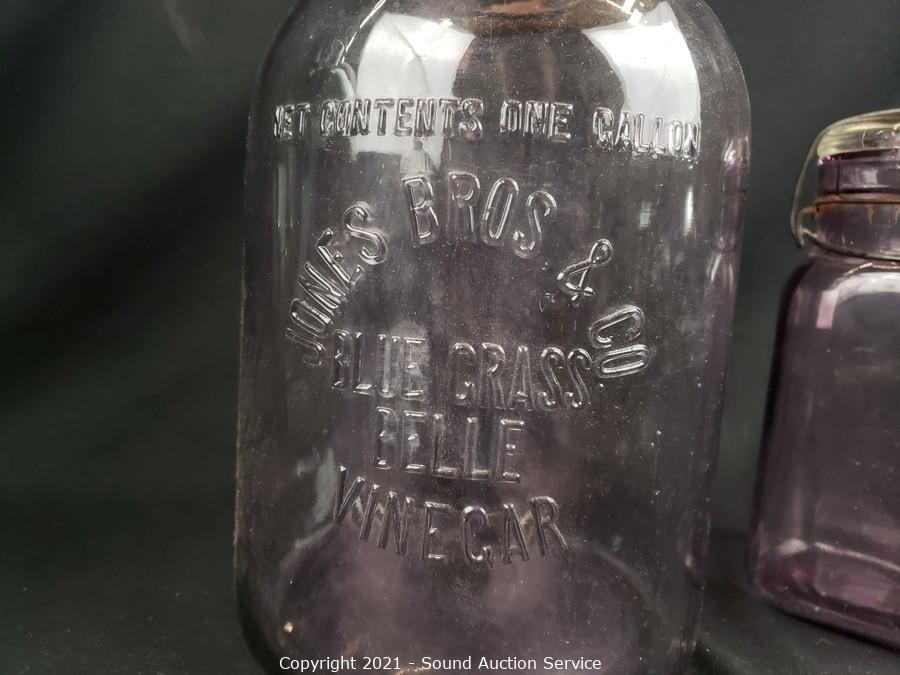 NET CONTENTS ONE GALLON
JONES BROS. & CO
BLUE GRASS
BELLE
VINEGAR
Copyright 2021 - Sound Auction Service